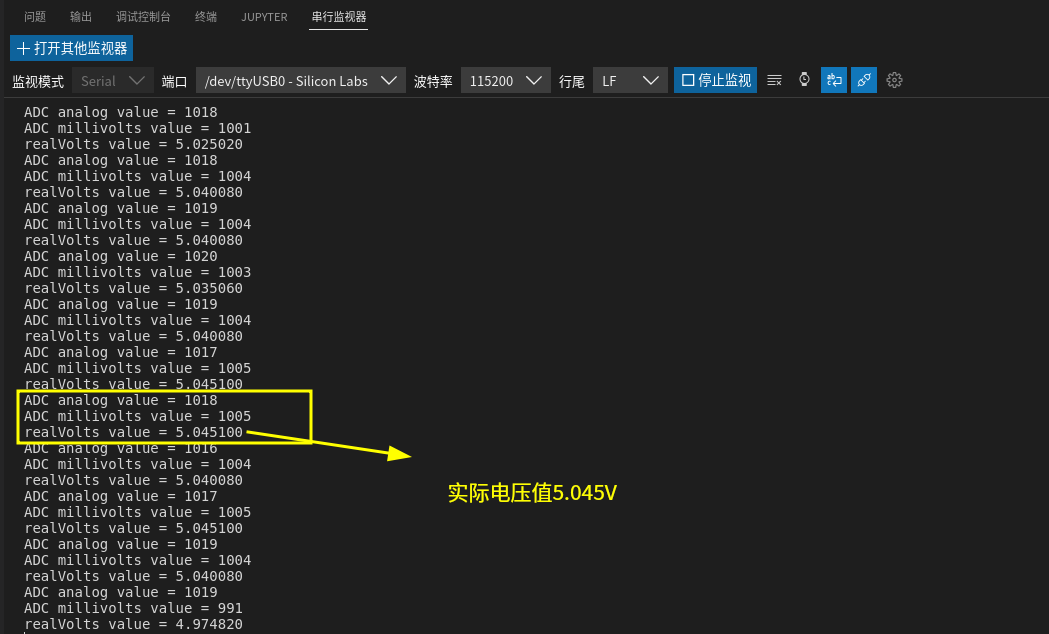 问题 输出 调试控制台 终端 JUPYTER 串行监视器
打开其他监视器
监视模式 Serial 端口 /dev/ttyUSB0 - Silicon Labs 波特率 115200 行尾 LF 停止监视
ADC analog value = 1018
ADC millivolts value = 1001
realVolts value = 5.025020
ADC analog value = 1018
ADC millivolts value = 1004
realVolts value = 5.040080
ADC analog value = 1019
ADC millivolts value = 1004
realVolts value = 5.040080
ADC analog value = 1020
ADC millivolts value = 1003
realVolts value = 5.035060
ADC analog value = 1019
ADC millivolts value = 1004
realVolts value = 5.040080
ADC analog value = 1017
ADC millivolts value = 1005
realVolts value = 5.045100
ADC analog value = 1018
ADC millivolts value = 1005
realVolts value = 5.045100
ADC analog value = 1016
ADC millivolts value = 1004
realVolts value = 5.040080
实际电压值5.045V
ADC analog value = 1017
ADC millivolts value = 1005
realVolts value = 5.045100
ADC analog value = 1019
ADC millivolts value = 1004
realVolts value = 5.040080
ADC analog value = 1019
ADC millivolts value = 991
realVolts value = 4.974820